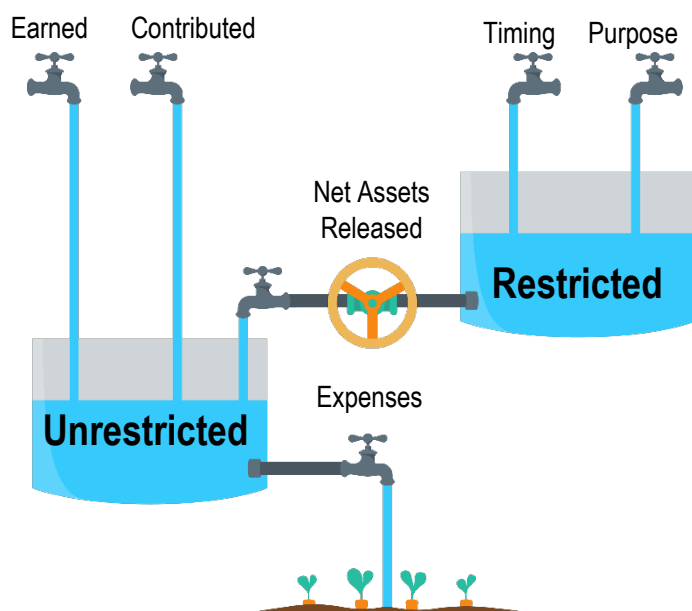 Earned
Contributed
Timing
Purpose
Net Assets
Released
Restricted
Unrestricted
Expenses